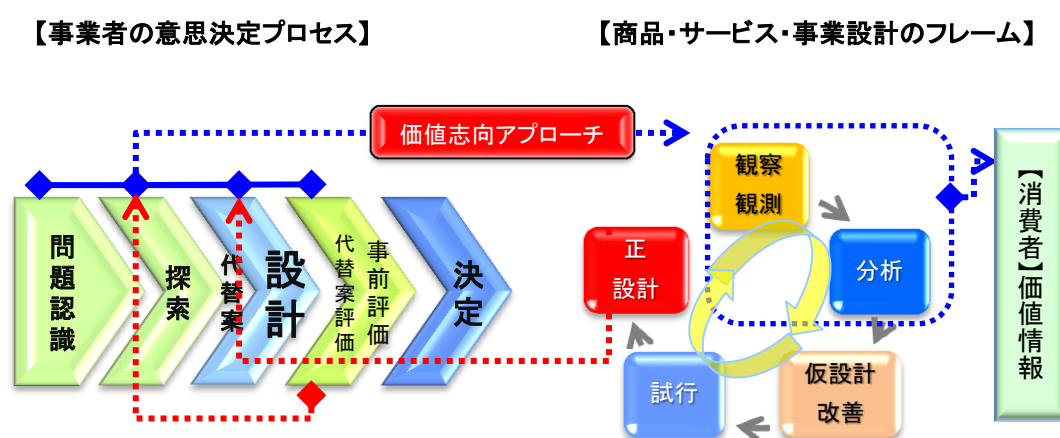 【事業者の意思決定プロセス】
【商品・サービス・事業設計のフレーム】
価値志向アプローチ
問題認識
探索
代替案
設計
代替案評価
事前評価
決定
観察
観測
分析
仮設計
改善
試行
正
設計
【消費者】価値情報